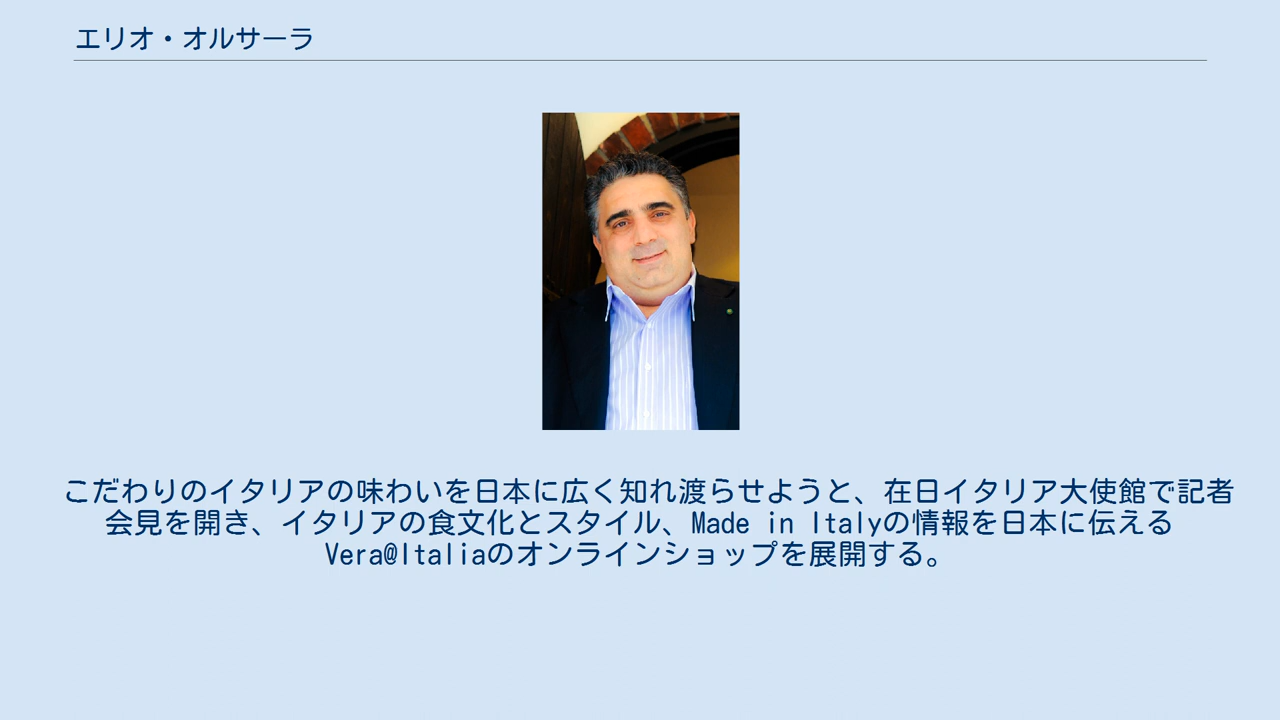 エリオ・オルサーラ
こだわりのイタリアの味わいを日本に広く知れ渡らせようと、在日イタリア大使館で記者
会見を開き、イタリアの食文化とスタイル、Made in Italyの情報を日本に伝える
Vera@Italiaのオンラインショップを展開する。